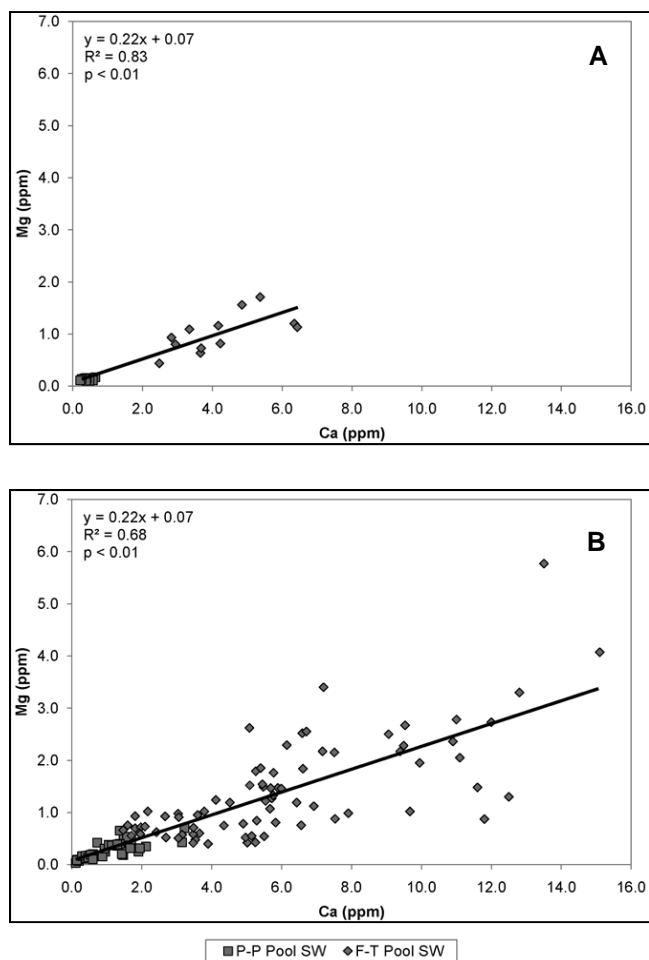 7.0
y = 0.22x + 0.07
R² = 0.83
p < 0.01
A
6.0
5.0
4.0
Mg (ppm)
3.0
2.0
1.0
0.0
0.0 2.0 4.0 6.0 8.0 10.0 12.0 14.0 16.0
Ca (ppm)
7.0
y = 0.22x + 0.07
R² = 0.68
p < 0.01
B
6.0
5.0
4.0
Mg (ppm)
3.0
2.0
1.0
0.0
0.0 2.0 4.0 6.0 8.0 10.0 12.0 14.0 16.0
Ca (ppm)
P-P Pool SW F-T Pool SW